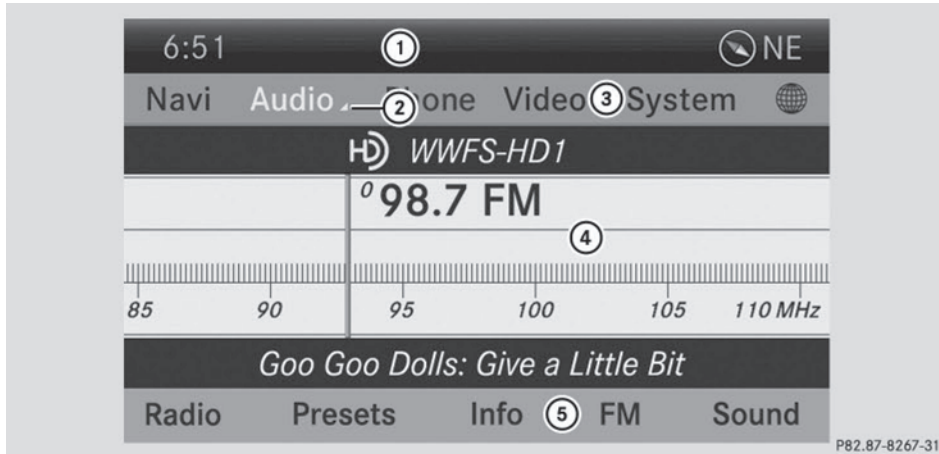 6:51 1 NE
Navi Audio 2 Phone Video 3 System
HD WWFS-HD1
0 98.7 FM
4
85 90 95 100 105 110 MHz
Goo Goo Dolls: Give a Little Bit
Radio Presets Info 5 FM Sound
P82.87-8267-31